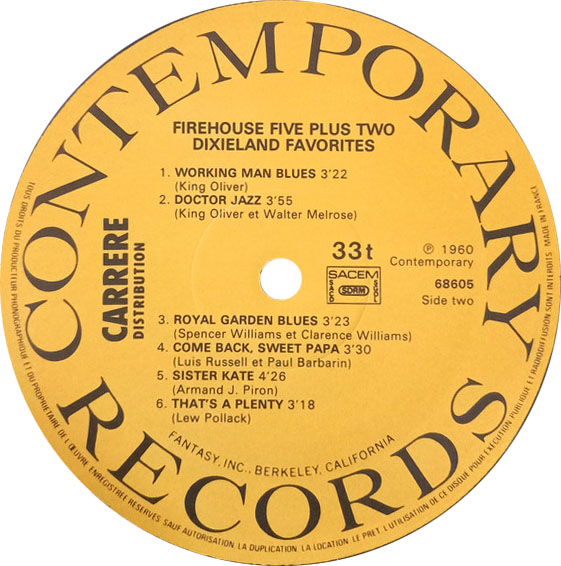 CONTEMPORARY
FIREHOUSE FIVE PLUS TWO
DIXIELAND FAVORITES
1. WORKING MAN BLUES 3'22
(King Oliver)
2. DOCTOR JAZZ 3'55
(King Oliver et Walter Melrose)
CARRERE
DISTRIBUTION
33t
SACEM
SACD SDRM SGDL
℗ 1960
Contemporary
68605
Side two
3. ROYAL GARDEN BLUES 3'23
(Spencer Williams et Clarence Williams)
4. COME BACK, SWEET PAPA 3'30
(Luis Russell et Paul Barbarin)
5. SISTER KATE 4'26
(Armand J. Piron)
6. THAT'S A PLENTY 3'18
(Lew Pollack)
FANTASY, INC., BERKELEY, CALIFORNIA
RECORDS
TOUS DROITS DU PRODUCTEUR PHONOGRAPHIQUE ET DU PROPRIETAIRE DE L'ŒUVRE ENREGISTREE RESERVES. SAUF AUTORISATION, LA DUPLICATION, LA LOCATION, LE PRET, L'UTILISATION DE CE DISQUE POUR EXECUTION PUBLIQUE ET RADIODIFFUSION SONT INTERDITS. MADE IN FRANCE